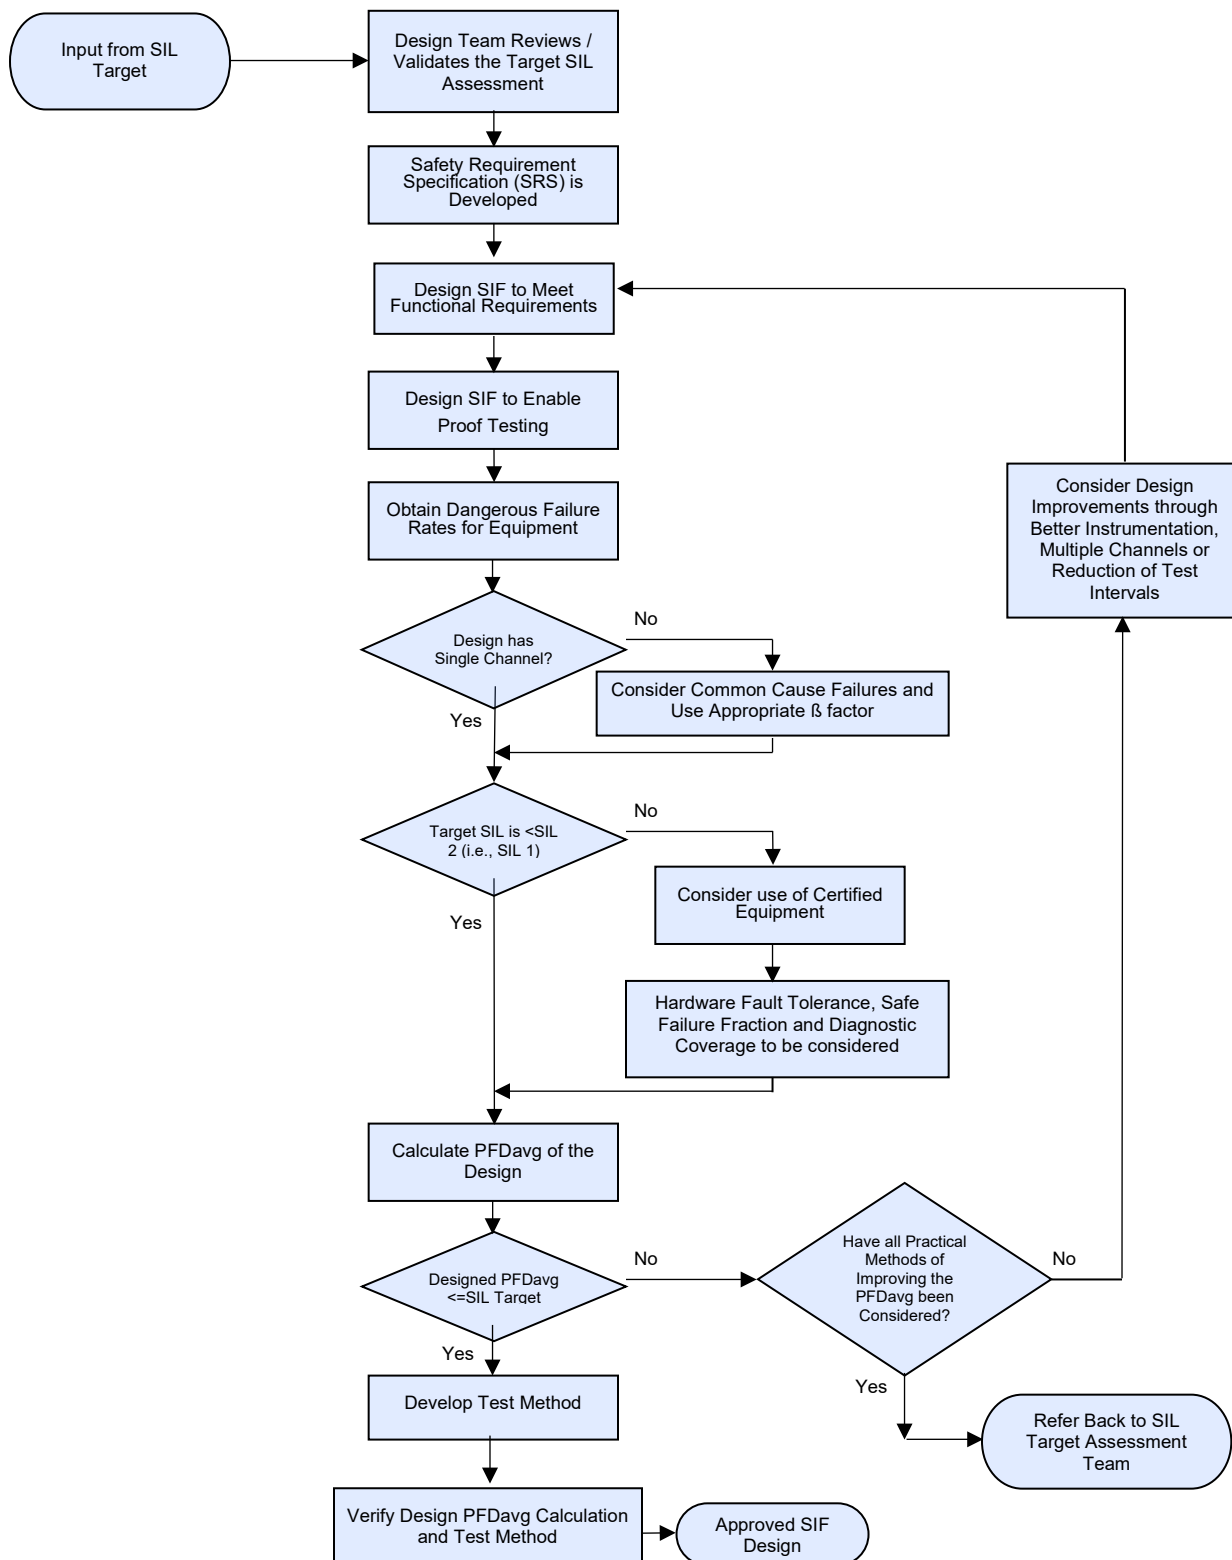 Input from SIL
Target
Design Team Reviews /
Validates the Target SIL
Assessment
Safety Requirement
Specification (SRS) is
Developed
Design SIF to Meet
Functional Requirements
Design SIF to Enable
Proof Testing
Obtain Dangerous Failure
Rates for Equipment
Consider Design
Improvements through
Better Instrumentation,
Multiple Channels or
Reduction of Test
Intervals
Design has
Single Channel?
No
Yes
Consider Common Cause Failures and
Use Appropriate ß factor
Target SIL is <SIL
2 (i.e., SIL 1)
No
Yes
Consider use of Certified
Equipment
Hardware Fault Tolerance, Safe
Failure Fraction and Diagnostic
Coverage to be considered
Calculate PFDavg of the
Design
Designed PFDavg
<=SIL Target
No
Yes
Have all Practical
Methods of
Improving the
PFDavg been
Considered?
No
Yes
Develop Test Method
Refer Back to SIL
Target Assessment
Team
Verify Design PFDavg Calculation
and Test Method
Approved SIF
Design